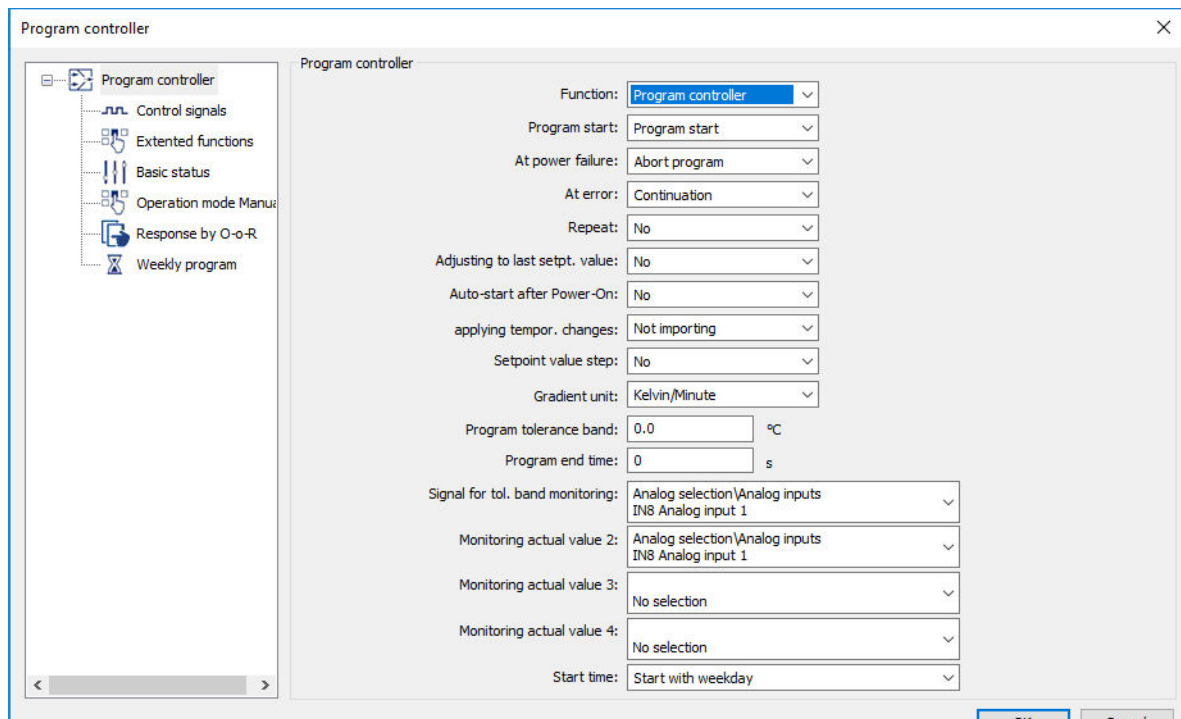 Program controller
Program controller
Control signals
Extented functions
Basic status
Operation mode Manua
Response by O-o-R
Weekly program
Program controller
Function: Program controller
Program start: Program start
At power failure: Abort program
At error: Continuation
Repeat: No
Adjusting to last setpt. value: No
Auto-start after Power-On: No
applying tempor. changes: Not importing
Setpoint value step: No
Gradient unit: Kelvin/Minute
Program tolerance band: 0.0 °C
Program end time: 0 s
Signal for tol. band monitoring: Analog selection\Analog inputs
IN8 Analog input 1
Monitoring actual value 2: Analog selection\Analog inputs
IN8 Analog input 1
Monitoring actual value 3:
No selection
Monitoring actual value 4:
No selection
Start time: Start with weekday